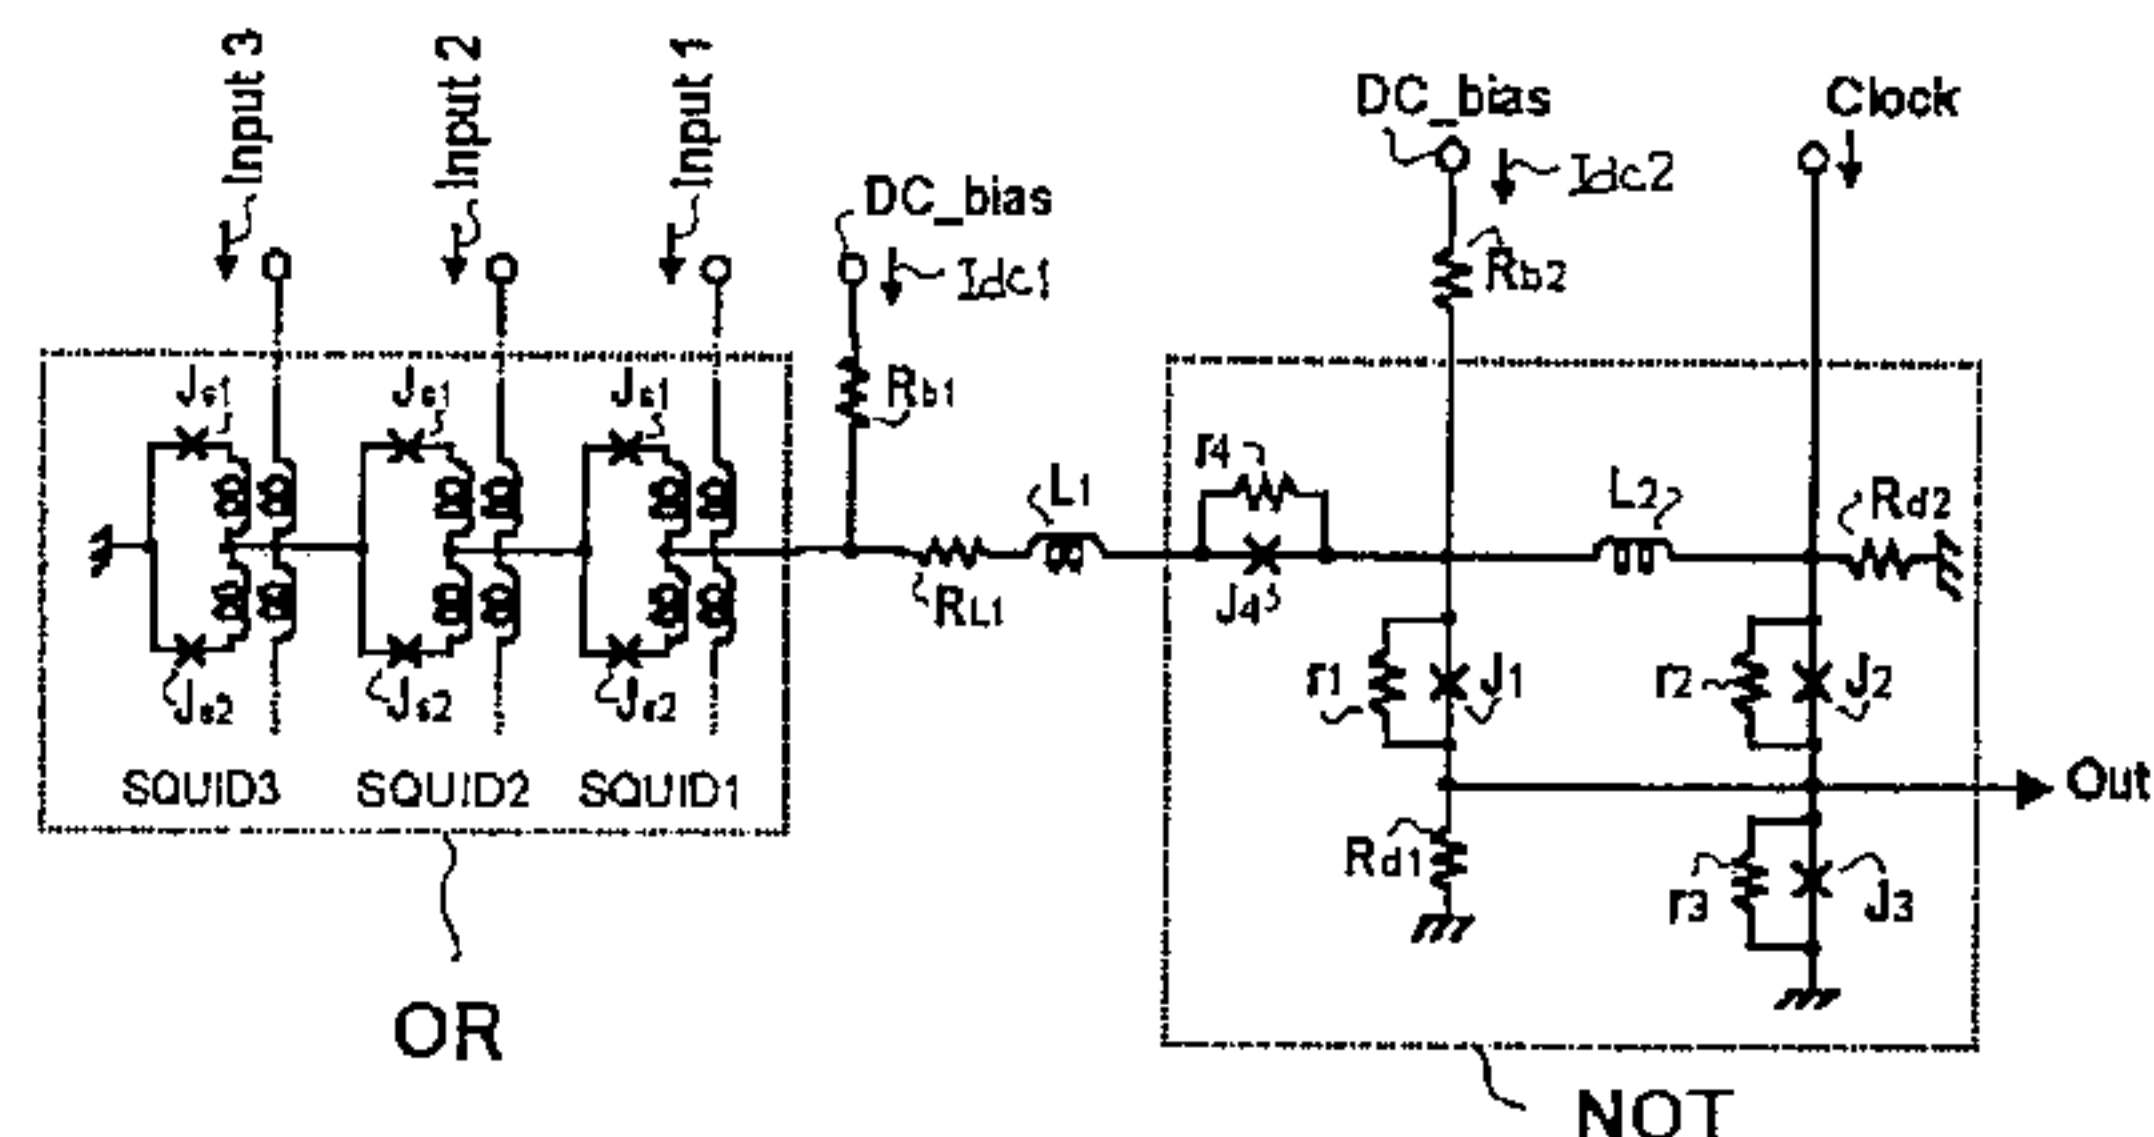 Input 3
Input 2
Input 1
DC_bias
Idc1
DC_bias
Idc2
Clock
Rb1
Rb2
Js1
Js1
Js1
r4
L1
L2
Rd2
RL1
J4
Js2
Js2
Js2
r1
J1
r2
J2
SQUID3
SQUID2
SQUID1
Out
Rd1
r3
J3
OR
NOT